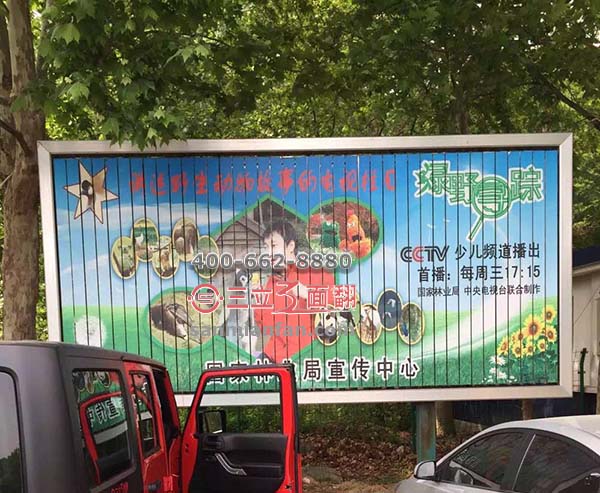 讲述野生动物故事的电视栏目
绿野寻踪
CCTV 少儿频道播出
首播：每周三17:15
国家林业局 中央电视台联合制作
400-662-8880
三立三面翻
sanmianfan.com
国家林业局宣传中心